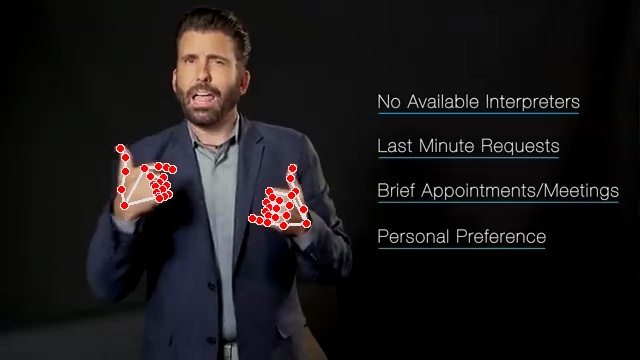 No Available Interpreters
Last Minute Requests
Brief Appointments/Meetings
Personal Preference